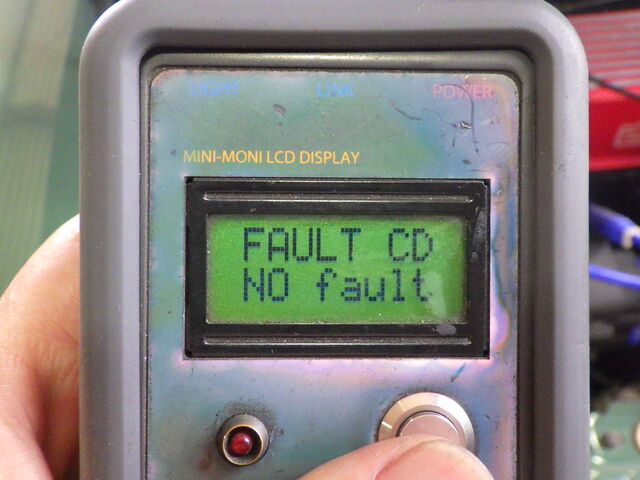 LIGHT LINK POWER
MINI-MONI LCD DISPLAY
FAULT CD
NO fault